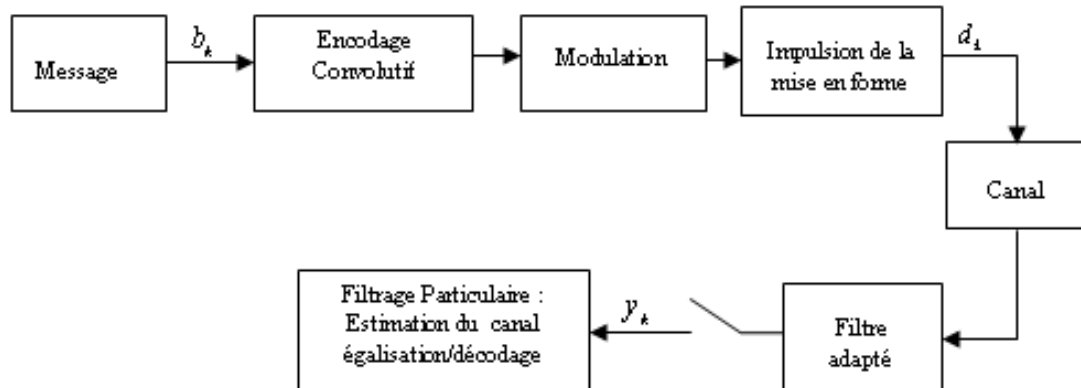 Message
b_k
Encodage
Convolutif
Modulation
Impulsion de la
mise en forme
d_i
Canal
Filtre
adapté
y_k
Filtrage Particulaire :
Estimation du canal
égalisation/décodage